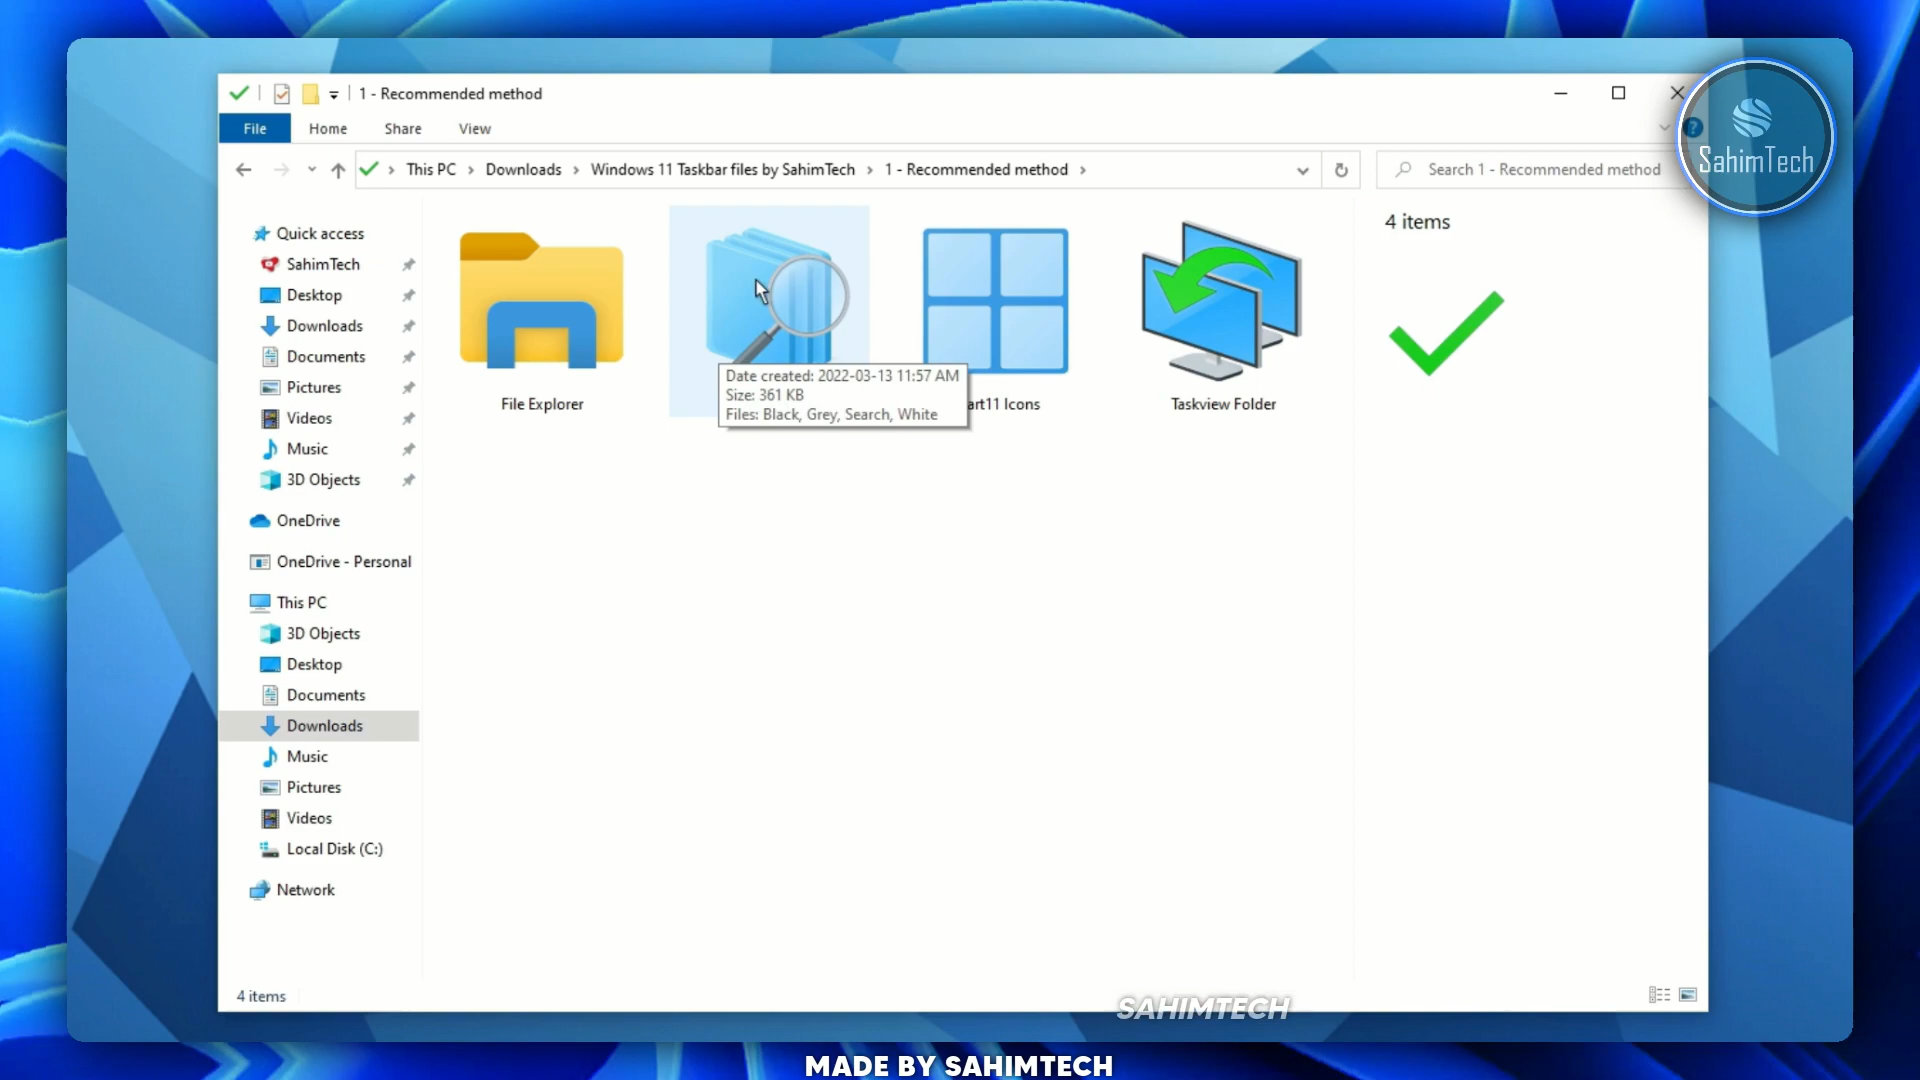 1 - Recommended method
File
Home
Share
View
?
This PC
Downloads
Windows 11 Taskbar files by SahimTech
1 - Recommended method
Search 1 - Recommended method
SahimTech
Quick access
SahimTech
Desktop
Downloads
Documents
Pictures
Videos
Music
3D Objects
OneDrive
OneDrive - Personal
This PC
3D Objects
Desktop
Documents
Downloads
Music
Pictures
Videos
Local Disk (C:)
Network
File Explorer
Date created: 2022-03-13 11:57 AM
Size: 361 KB
Files: Black, Grey, Search, White
art11 Icons
Taskview Folder
4 items
4 items
SAHIMTECH
MADE BY SAHIMTECH